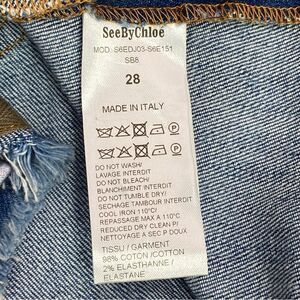 SeeByChloé
MOD: S6EDJ03-S6E151
SB8
28
MADE IN ITALY
DO NOT WASH/
LAVAGE INTERDIT
DO NOT BLEACH/
BLANCHIMENT INTERDIT
DO NOT TUMBLE DRY/
SECHAGE TAMBOUR INTERDIT
COOL IRON 110°C/
REPASSAGE MAX A 110°C
REDUCED DRY CLEAN P/
NETTOYAGE À SEC P DOUX
TISSU / GARMENT
98% COTON /COTTON
2% ELASTHANNE /
ELASTANE